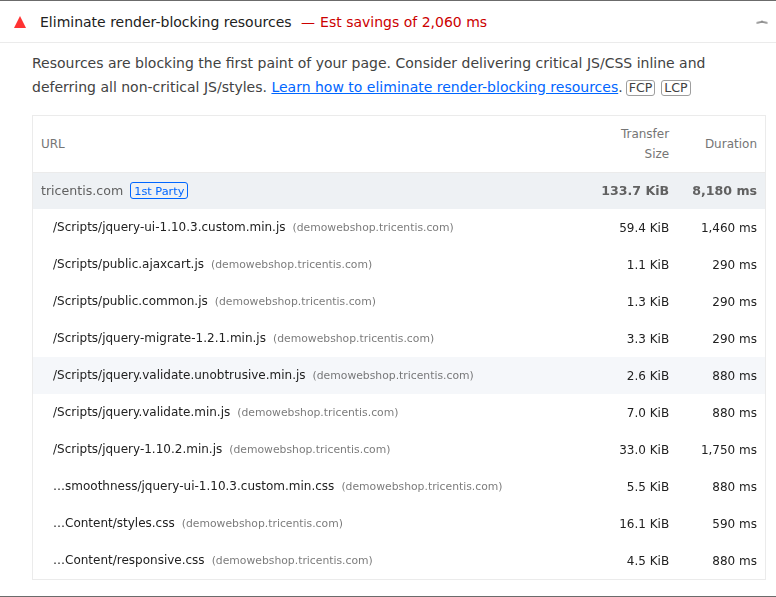 Eliminate render-blocking resources — Est savings of 2,060 ms
Resources are blocking the first paint of your page. Consider delivering critical JS/CSS inline and
deferring all non-critical JS/styles. Learn how to eliminate render-blocking resources. FCP LCP
URL Transfer Size Duration
tricentis.com 1st Party 133.7 KiB 8,180 ms
/Scripts/jquery-ui-1.10.3.custom.min.js (demowebshop.tricentis.com) 59.4 KiB 1,460 ms
/Scripts/public.ajaxcart.js (demowebshop.tricentis.com) 1.1 KiB 290 ms
/Scripts/public.common.js (demowebshop.tricentis.com) 1.3 KiB 290 ms
/Scripts/jquery-migrate-1.2.1.min.js (demowebshop.tricentis.com) 3.3 KiB 290 ms
/Scripts/jquery.validate.unobtrusive.min.js (demowebshop.tricentis.com) 2.6 KiB 880 ms
/Scripts/jquery.validate.min.js (demowebshop.tricentis.com) 7.0 KiB 880 ms
/Scripts/jquery-1.10.2.min.js (demowebshop.tricentis.com) 33.0 KiB 1,750 ms
…smoothness/jquery-ui-1.10.3.custom.min.css (demowebshop.tricentis.com) 5.5 KiB 880 ms
…Content/styles.css (demowebshop.tricentis.com) 16.1 KiB 590 ms
…Content/responsive.css (demowebshop.tricentis.com) 4.5 KiB 880 ms